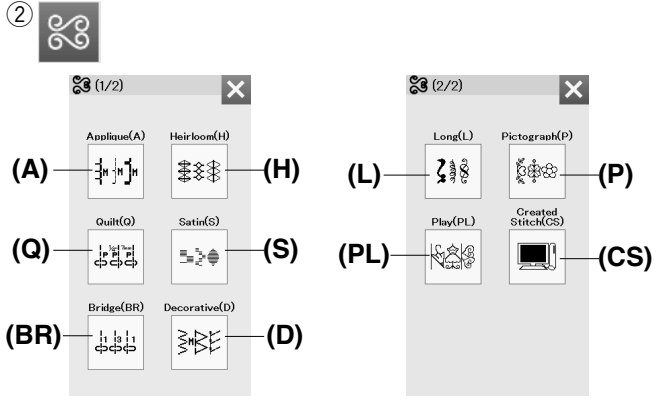 ②
(1/2)
Applique(A) Heirloom(H)
(A) (H)
Quilt(Q) Satin(S)
(Q) (S)
Bridge(BR) Decorative(D)
(BR) (D)
(2/2)
Long(L) Pictograph(P)
(L) (P)
Play(PL) Created
Stitch(CS)
(PL) (CS)